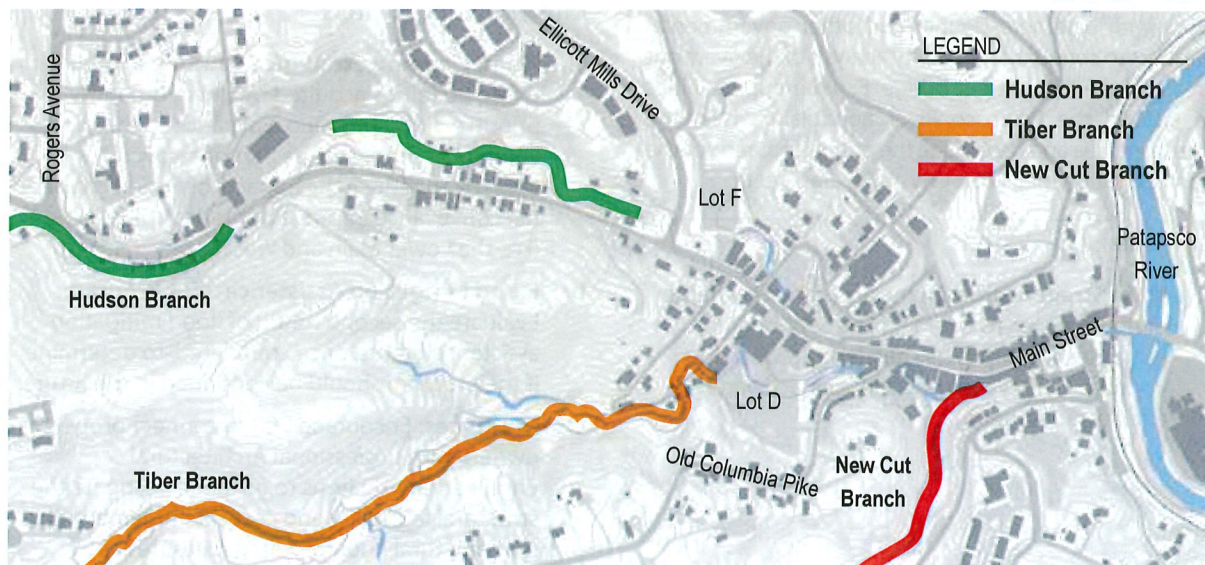 Rogers Avenue
Ellicott Mills Drive
LEGEND
Hudson Branch
Tiber Branch
New Cut Branch
Lot F
Patapsco
River
Hudson Branch
Main Street
Lot D
Old Columbia Pike
New Cut
Branch
Tiber Branch